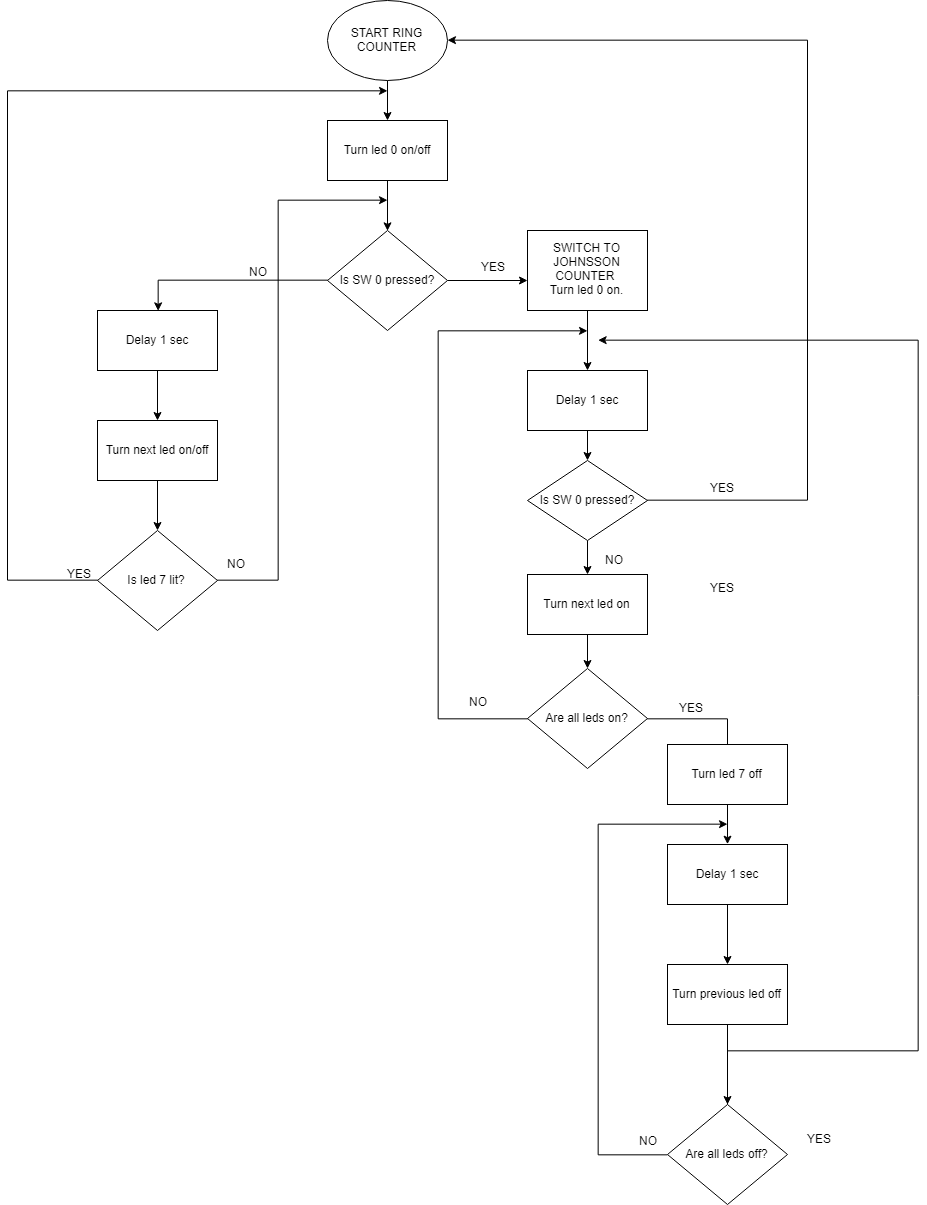 START RING
COUNTER
Turn led 0 on/off
Is SW 0 pressed?
NO
YES
SWITCH TO
JOHNSSON
COUNTER
Turn led 0 on.
Delay 1 sec
Turn next led on/off
Is led 7 lit?
YES
NO
Delay 1 sec
Is SW 0 pressed?
YES
NO
YES
Turn next led on
Are all leds on?
NO
YES
Turn led 7 off
Delay 1 sec
Turn previous led off
Are all leds off?
NO
YES